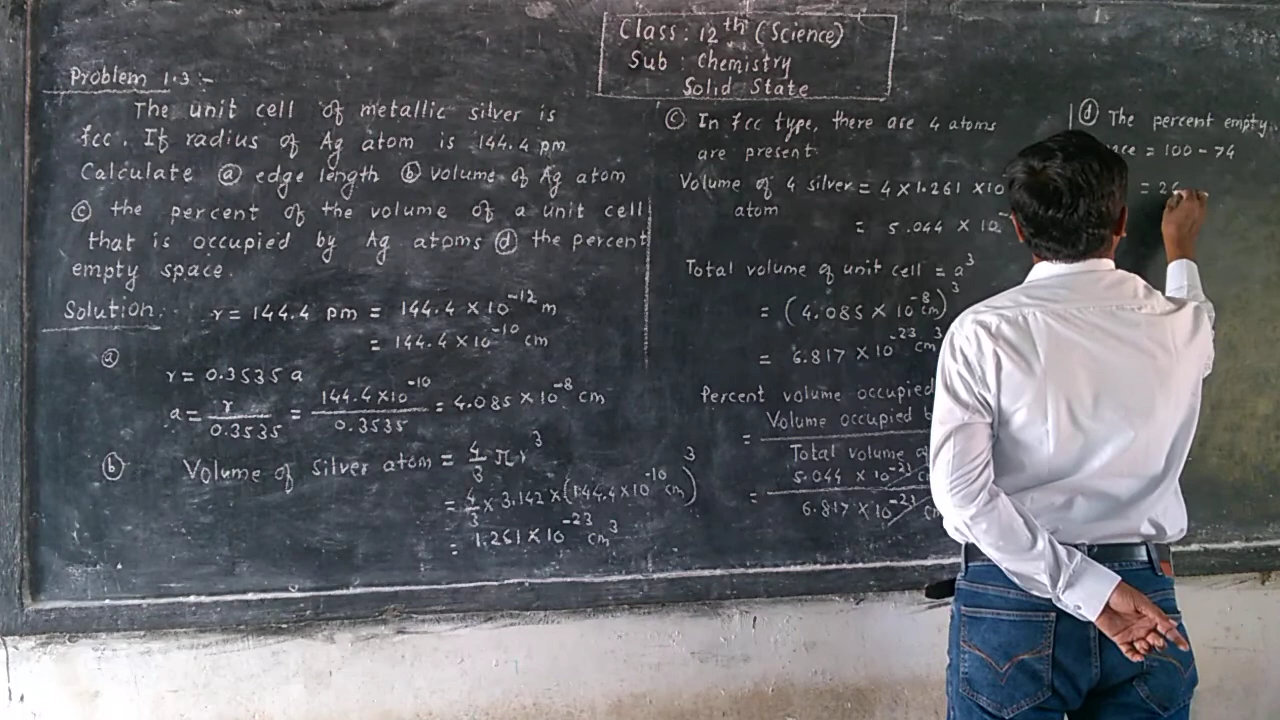 Class : 12th (Science)
Sub : Chemistry
Solid State
Problem 1.3 :-
The unit cell of metallic silver is
fcc. If radius of Ag atom is 144.4 pm
Calculate ⓐ edge length ⓑ volume of Ag atom
ⓒ the percent of the volume of a unit cell
that is occupied by Ag atoms ⓓ the percent
empty space.
Solution:-
r = 144.4 pm = 144.4 × 10⁻¹² m
= 144.4 × 10⁻¹⁰ cm
ⓐ
r = 0.3535 a
a = r / 0.3535 = 144.4×10⁻¹⁰ / 0.3535 = 4.085 × 10⁻⁸ cm
ⓑ Volume of silver atom = 4/3 πr³
= 4/3 × 3.142 × (144.4×10⁻¹⁰ cm)³
= 1.261 × 10⁻²³ cm³
ⓒ In fcc type, there are 4 atoms
are present.
Volume of 4 silver = 4 × 1.261 × 10
atom
= 5.044 × 10
Total volume of unit cell = a³
= (4.085 × 10⁻⁸ cm)³
= 6.817 × 10⁻²³ cm³
Percent volume occupied
= Volume occupied
Total volume
= 5.044 × 10⁻²³
6.817 × 10⁻²³
ⓓ The percent empty
= 100 - 74
= 26